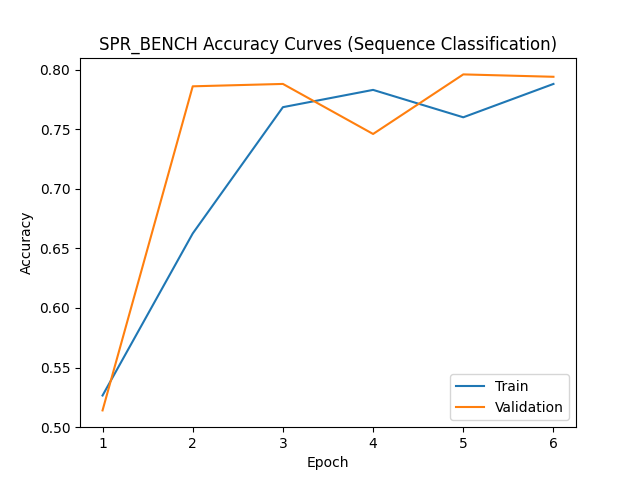 SPR_BENCH Accuracy Curves (Sequence Classification)
0.80
0.75
0.70
0.65
0.60
0.55
0.50
Accuracy
Train
Validation
1 2 3 4 5 6
Epoch